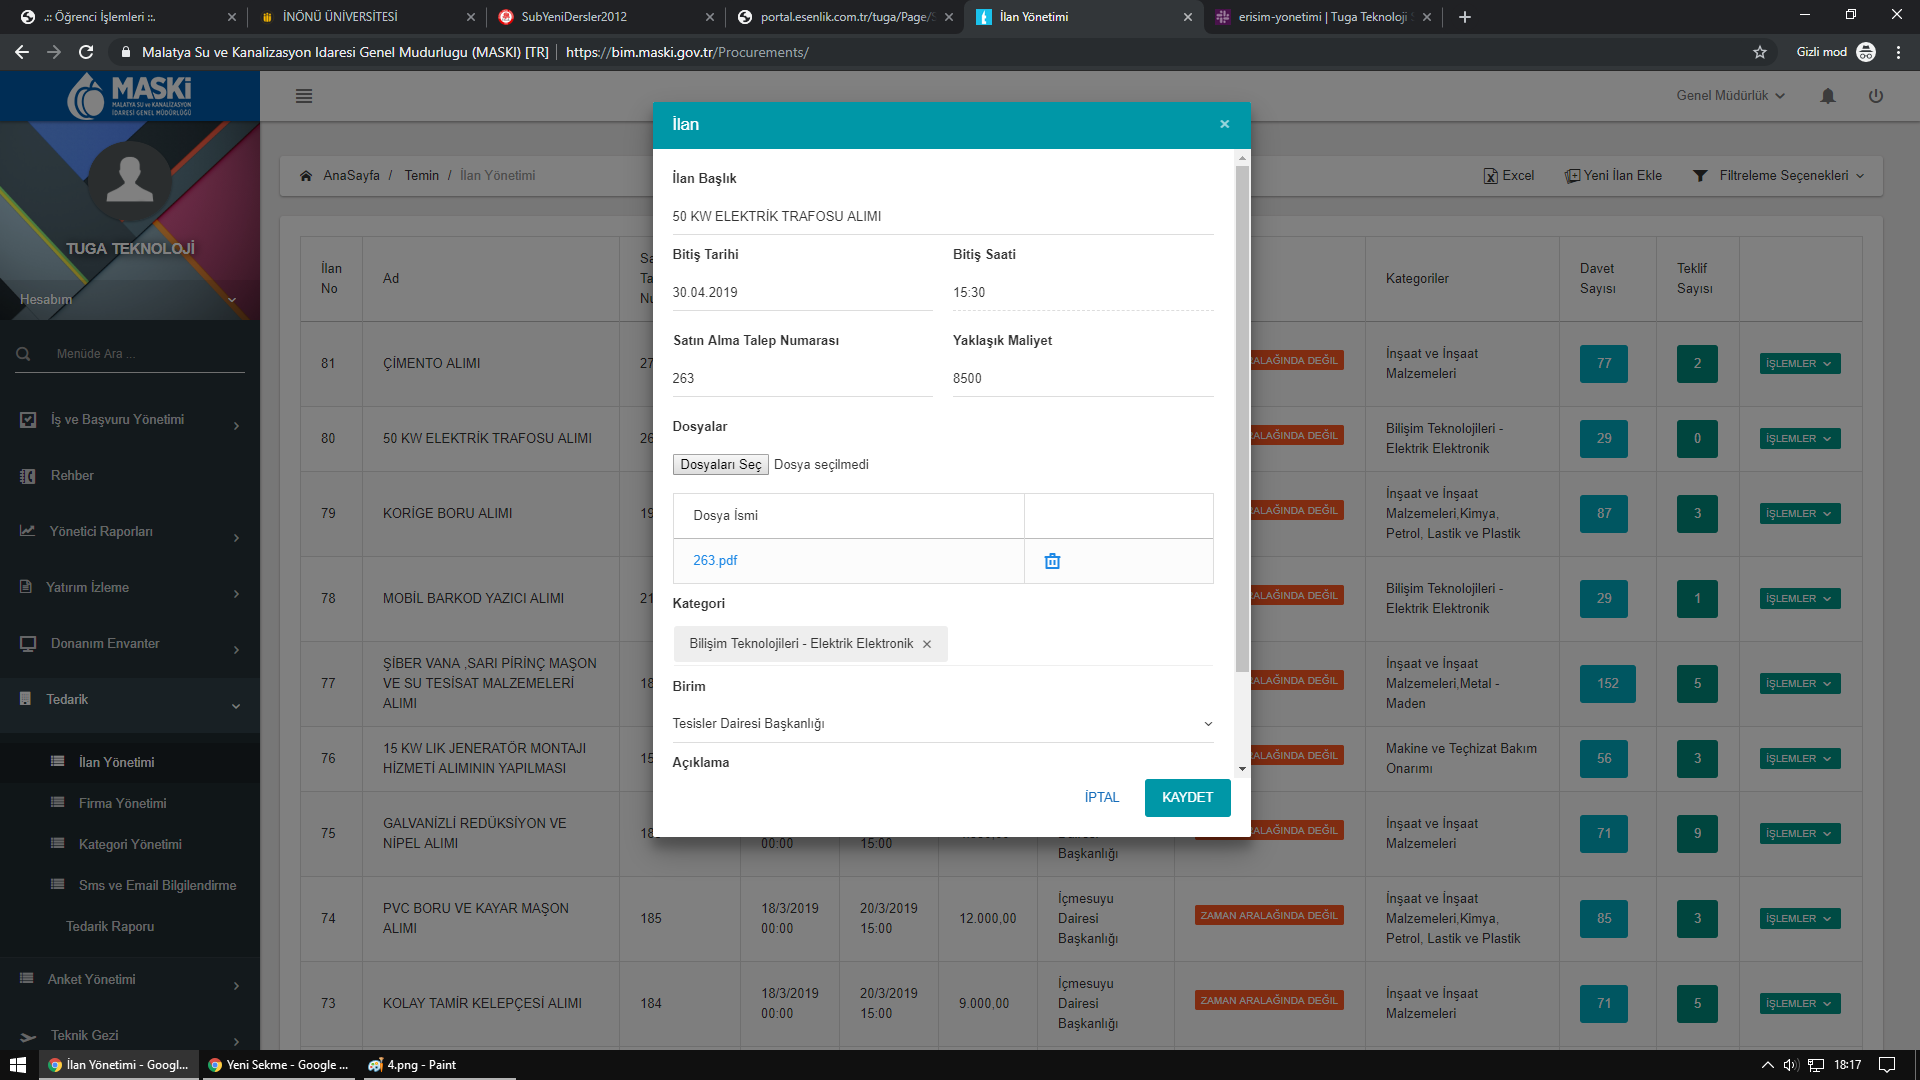 .:: Öğrenci İşlemleri ::.
İNÖNÜ ÜNİVERSİTESİ
SubYeniDersler2012
portal.esenlik.com.tr/tuga/Page/
İlan Yönetimi
erisim-yonetimi | Tuga Teknoloji
Malatya Su ve Kanalizasyon Idaresi Genel Mudurlugu (MASKI) [TR]
https://bim.maski.gov.tr/Procurements/
Gizli mod
MASKİ
MALATYA SU ve KANALİZASYON
İDARESİ GENEL MÜDÜRLÜĞÜ
Genel Müdürlük
TUGA TEKNOLOJİ
Hesabım
Menüde Ara ...
İş ve Başvuru Yönetimi
Rehber
Yönetici Raporları
Yatırım İzleme
Donanım Envanter
Tedarik
İlan Yönetimi
Firma Yönetimi
Kategori Yönetimi
Sms ve Email Bilgilendirme
Tedarik Raporu
Anket Yönetimi
Teknik Gezi
AnaSayfa / Temin / İlan Yönetimi
Excel
Yeni İlan Ekle
Filtreleme Seçenekleri
İlan
No
Ad
Kategoriler
Davet
Sayısı
Teklif
Sayısı
81
ÇİMENTO ALIMI
27
ALAĞINDA DEĞİL
İnşaat ve İnşaat
Malzemeleri
77
2
İŞLEMLER
80
50 KW ELEKTRİK TRAFOSU ALIMI
26
ALAĞINDA DEĞİL
Bilişim Teknolojileri -
Elektrik Elektronik
29
0
İŞLEMLER
79
KORİGE BORU ALIMI
19
ALAĞINDA DEĞİL
İnşaat ve İnşaat
Malzemeleri,Kimya,
Petrol, Lastik ve Plastik
87
3
İŞLEMLER
78
MOBİL BARKOD YAZICI ALIMI
21
ALAĞINDA DEĞİL
Bilişim Teknolojileri -
Elektrik Elektronik
29
1
İŞLEMLER
77
ŞİBER VANA ,SARI PİRİNÇ MAŞON
VE SU TESİSAT MALZEMELERİ
ALIMI
18
ALAĞINDA DEĞİL
İnşaat ve İnşaat
Malzemeleri,Metal -
Maden
152
5
İŞLEMLER
76
15 KW LIK JENERATÖR MONTAJI
HİZMETİ ALIMININ YAPILMASI
15
ALAĞINDA DEĞİL
Makine ve Teçhizat Bakım
Onarımı
56
3
İŞLEMLER
75
GALVANİZLİ REDÜKSİYON VE
NİPEL ALIMI
00:00
15:00
Dairesi
Başkanlığı
ALAĞINDA DEĞİL
İnşaat ve İnşaat
Malzemeleri
71
9
İŞLEMLER
74
PVC BORU VE KAYAR MAŞON
ALIMI
185
18/3/2019
00:00
20/3/2019
15:00
12.000,00
İçmesuyu
Dairesi
Başkanlığı
ZAMAN ARALAĞINDA DEĞİL
İnşaat ve İnşaat
Malzemeleri,Kimya,
Petrol, Lastik ve Plastik
85
3
İŞLEMLER
73
KOLAY TAMİR KELEPÇESİ ALIMI
184
18/3/2019
00:00
20/3/2019
15:00
9.000,00
İçmesuyu
Dairesi
Başkanlığı
ZAMAN ARALAĞINDA DEĞİL
İnşaat ve İnşaat
Malzemeleri
71
5
İŞLEMLER
İlan
İlan Başlık
50 KW ELEKTRİK TRAFOSU ALIMI
Bitiş Tarihi
Bitiş Saati
30.04.2019
15:30
Satın Alma Talep Numarası
Yaklaşık Maliyet
263
8500
Dosyalar
Dosyaları Seç Dosya seçilmedi
Dosya İsmi
263.pdf
Kategori
Bilişim Teknolojileri - Elektrik Elektronik
Birim
Tesisler Dairesi Başkanlığı
Açıklama
İPTAL
KAYDET
İlan Yönetimi - Googl...
Yeni Sekme - Google ...
4.png - Paint
18:17